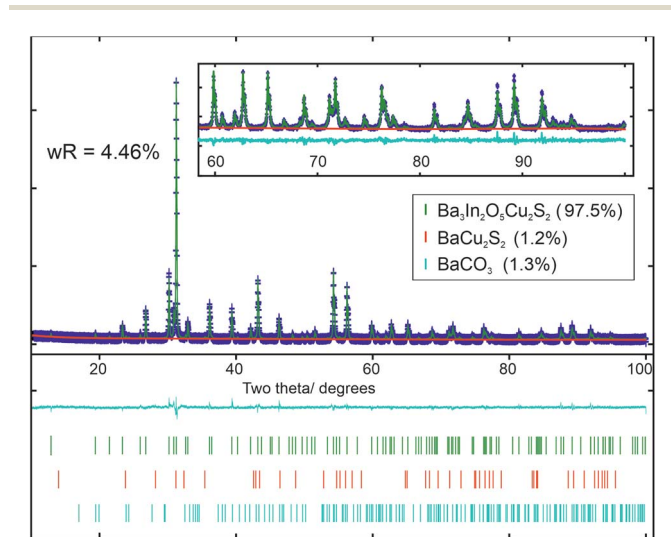 60 70 80 90
wR = 4.46%
Ba₃In₂O₅Cu₂S₂ (97.5%)
BaCu₂S₂ (1.2%)
BaCO₃ (1.3%)
20 40 60 80 100
Two theta/ degrees